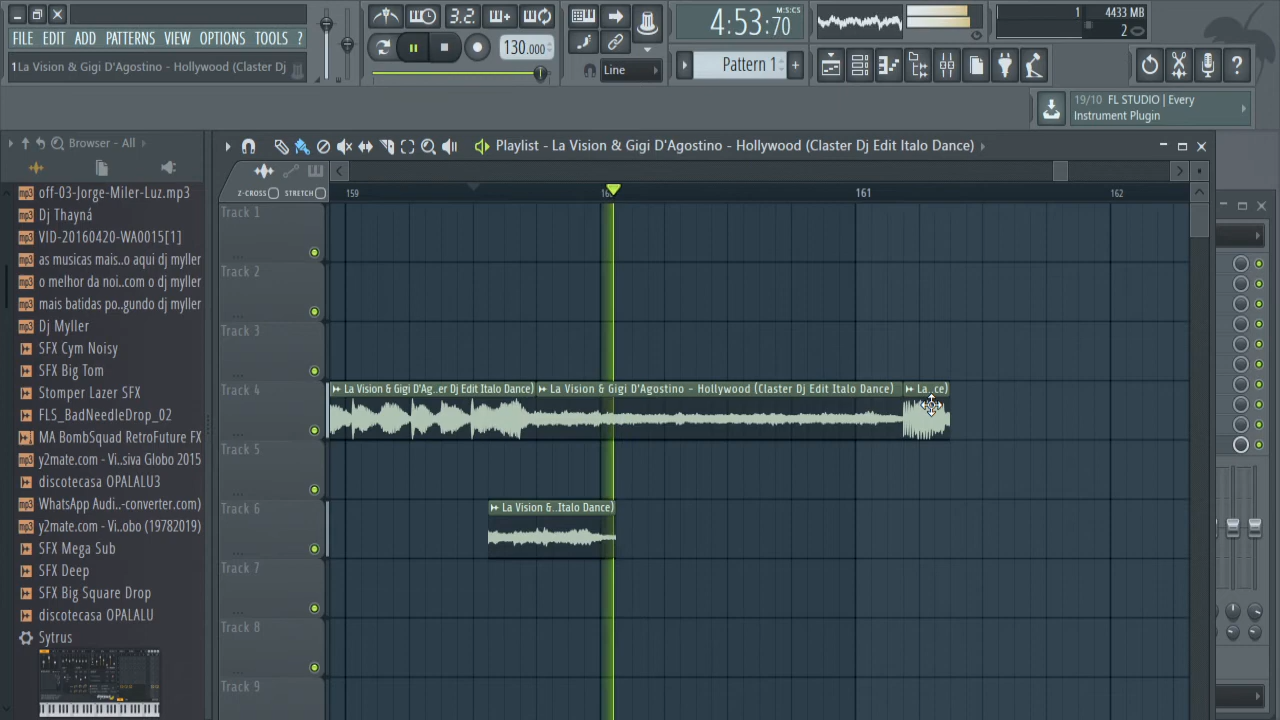 FILE EDIT ADD PATTERNS VIEW OPTIONS TOOLS ?
1La Vision & Gigi D'Agostino - Hollywood (Claster Dj
3.2.
130.000
Line
4:53:70
M:S:CS
Pattern 1
1
4433 MB
2
19/10 FL STUDIO | Every
Instrument Plugin
Browser - All
off-03-Jorge-Miler-Luz.mp3
Dj Thayná
VID-20160420-WA0015[1]
as musicas mais..o aqui dj myller
o melhor da noi..com o dj myller
mais batidas po..gundo dj myller
Dj Myller
SFX Cym Noisy
SFX Big Tom
Stomper Lazer SFX
FLS_BadNeedleDrop_02
MA BombSquad RetroFuture FX
y2mate.com - Vi..siva Globo 2015
discotecasa OPALALU3
WhatsApp Audi..-converter.com)
y2mate.com - Vi..obo (19782019)
SFX Mega Sub
SFX Deep
SFX Big Square Drop
discotecasa OPALALU
Sytrus
Playlist - La Vision & Gigi D'Agostino - Hollywood (Claster Dj Edit Italo Dance)
Z-CROSS STRETCH
159
161
162
Track 1
Track 2
Track 3
Track 4
La Vision & Gigi D'Ag..er Dj Edit Italo Dance)
La Vision & Gigi D'Agostino - Hollywood (Claster Dj Edit Italo Dance)
La..ce)
Track 5
Track 6
La Vision &..Italo Dance)
Track 7
Track 8
Track 9